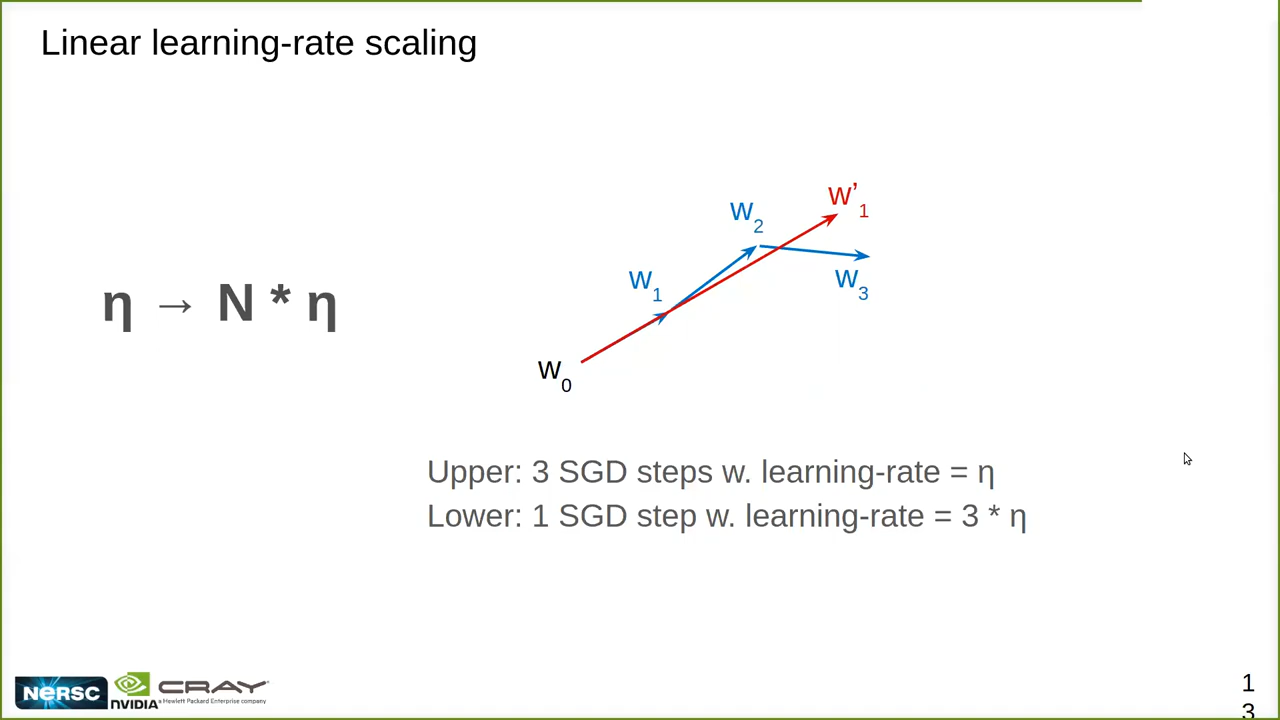 Linear learning-rate scaling
η → N * η
w'1
w2
w1
w3
w0
Upper: 3 SGD steps w. learning-rate = η
Lower: 1 SGD step w. learning-rate = 3 * η
NERSC
NVIDIA
CRAY
a Hewlett Packard Enterprise company
1
3